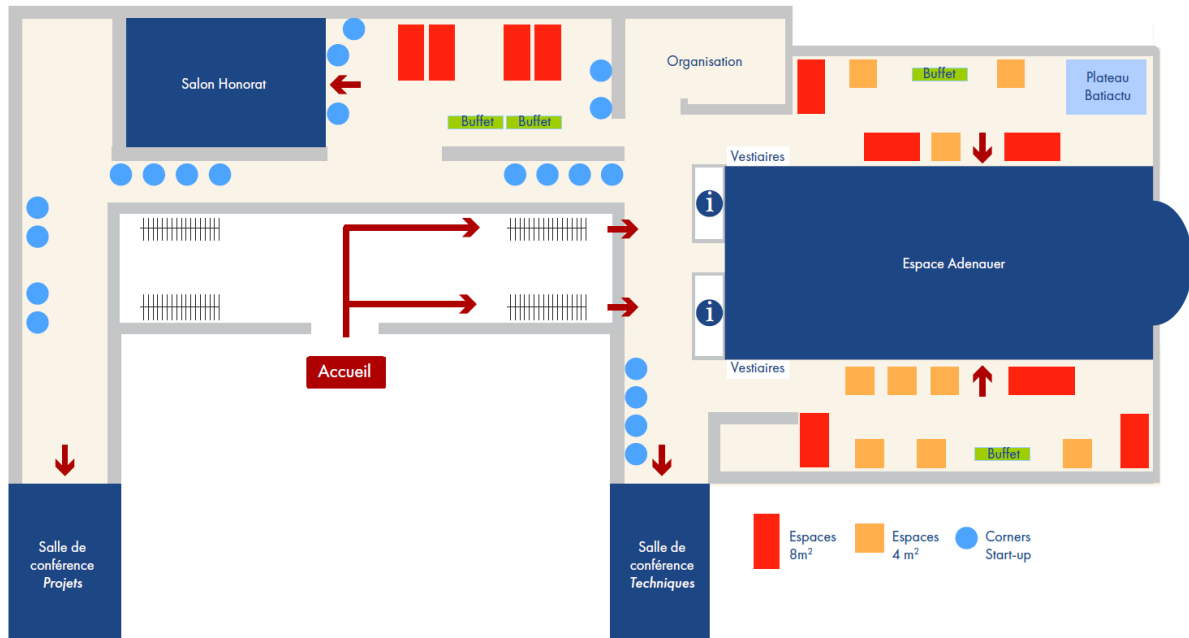 Salon Honorat
Organisation
Buffet
Plateau
Batiactu
Buffet
Buffet
Vestiaires
i
Espace Adenauer
i
Accueil
Vestiaires
Buffet
Salle de
conférence
Projets
Salle de
conférence
Techniques
Espaces
8m²
Espaces
4 m²
Corners
Start-up